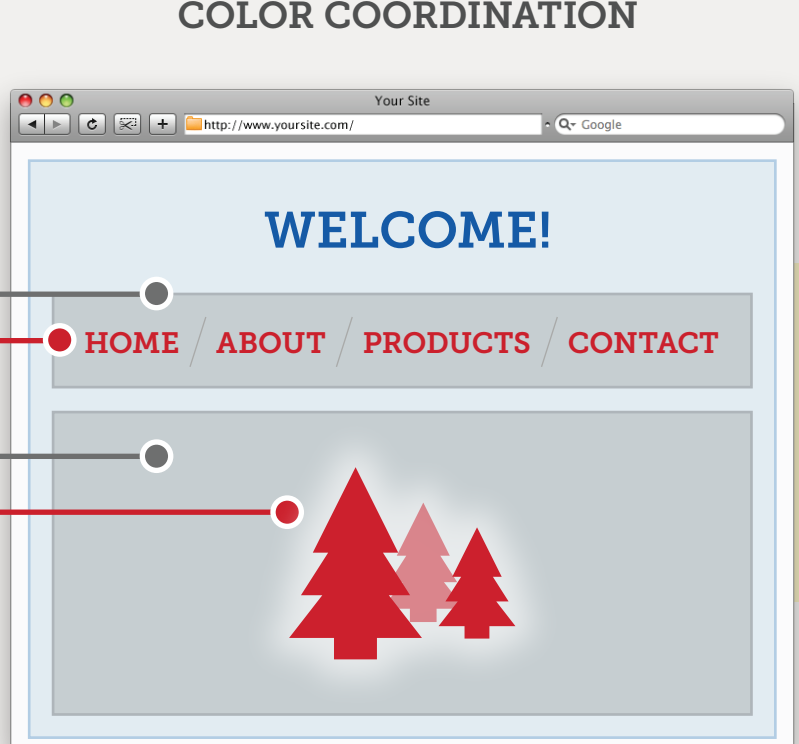 COLOR COORDINATION
Your Site
http://www.yoursite.com/
Google
WELCOME!
HOME / ABOUT / PRODUCTS / CONTACT